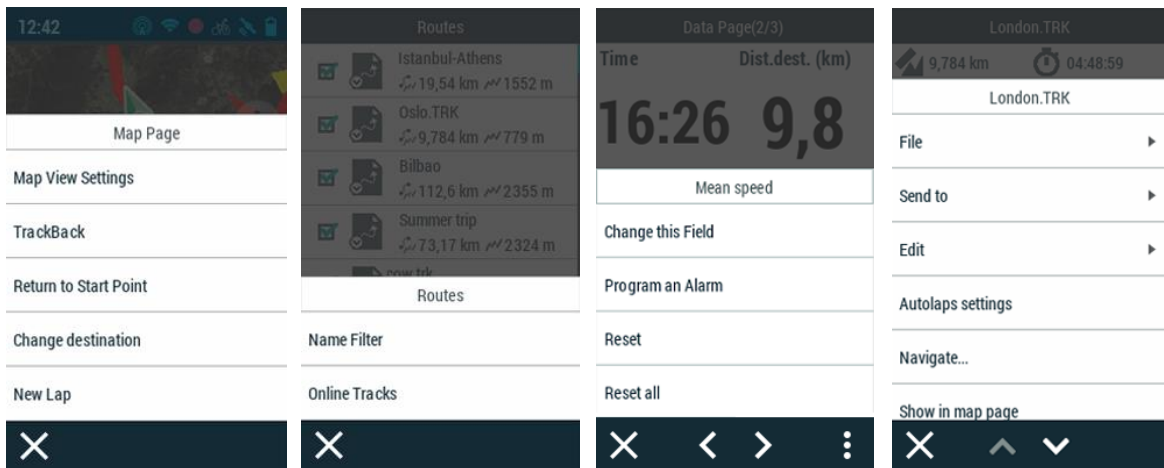 12:42
Map Page
Map View Settings
TrackBack
Return to Start Point
Change destination
New Lap
Routes
Istanbul-Athens
19,54 km 1552 m
Oslo.TRK
9,784 km 779 m
Bilbao
112,6 km 2355 m
Summer trip
73,17 km 2324 m
cow.trk
Routes
Name Filter
Online Tracks
Data Page(2/3)
Time Dist.dest. (km)
16:26 9,8
Mean speed
Change this Field
Program an Alarm
Reset
Reset all
London.TRK
9,784 km 04:48:59
London.TRK
File
Send to
Edit
Autolaps settings
Navigate...
Show in map page